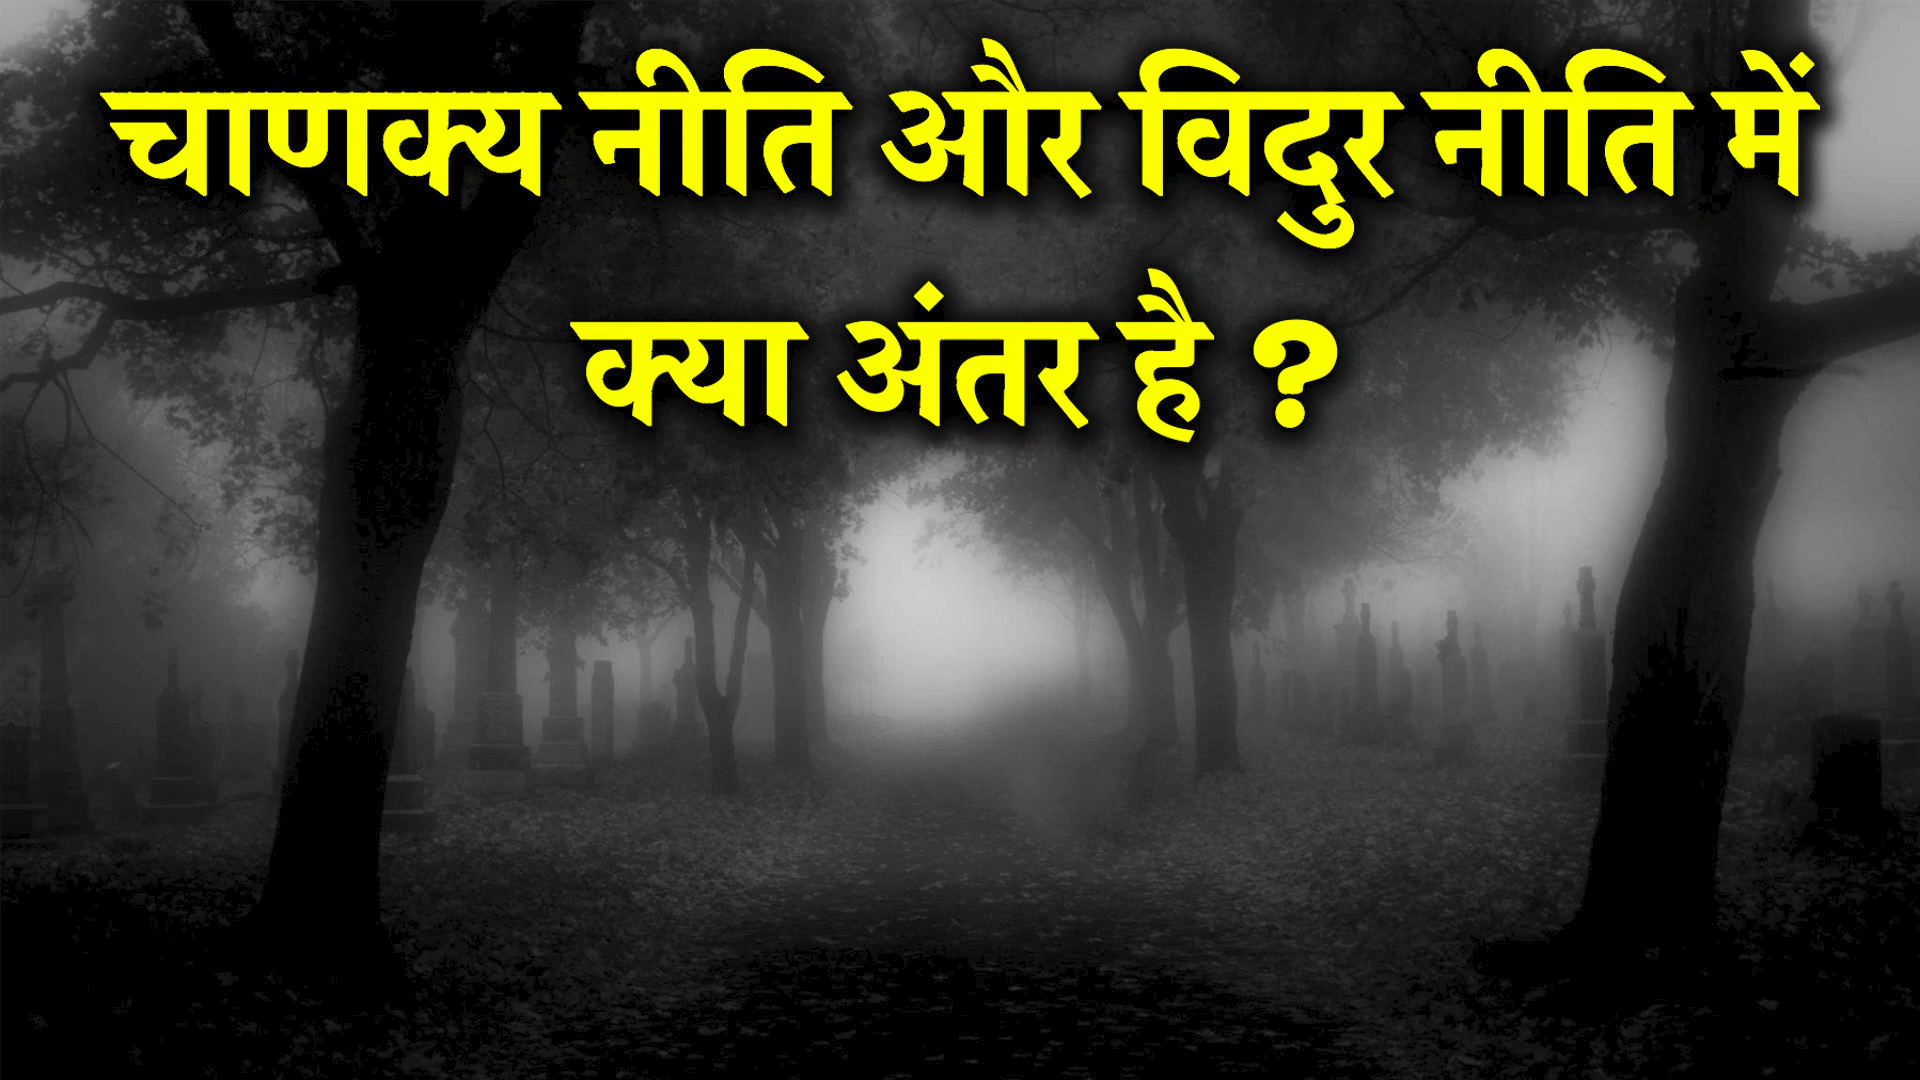 चाणक्य नीति और विदुर नीति में
क्या अंतर है ?